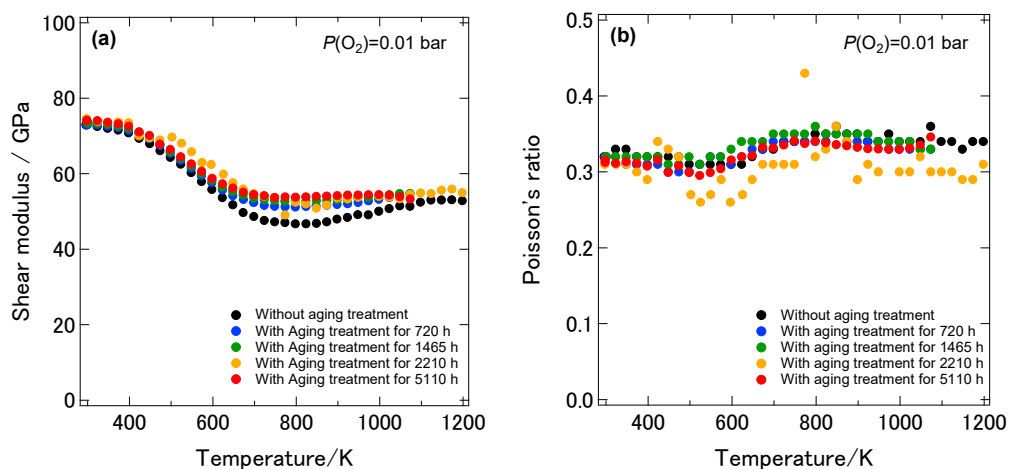 (a)
P(O₂)=0.01 bar
100
80
60
40
20
0
Shear modulus / GPa
Without aging treatment
With Aging treatment for 720 h
With Aging treatment for 1465 h
With Aging treatment for 2210 h
With Aging treatment for 5110 h
400
600
800
1000
1200
Temperature/K
(b)
P(O₂)=0.01 bar
0.5
0.4
0.3
0.2
0.1
0.0
Poisson's ratio
Without aging treatment
With aging treatment for 720 h
With aging treatment for 1465 h
With aging treatment for 2210 h
With aging treatment for 5110 h
400
600
800
1000
1200
Temperature/K